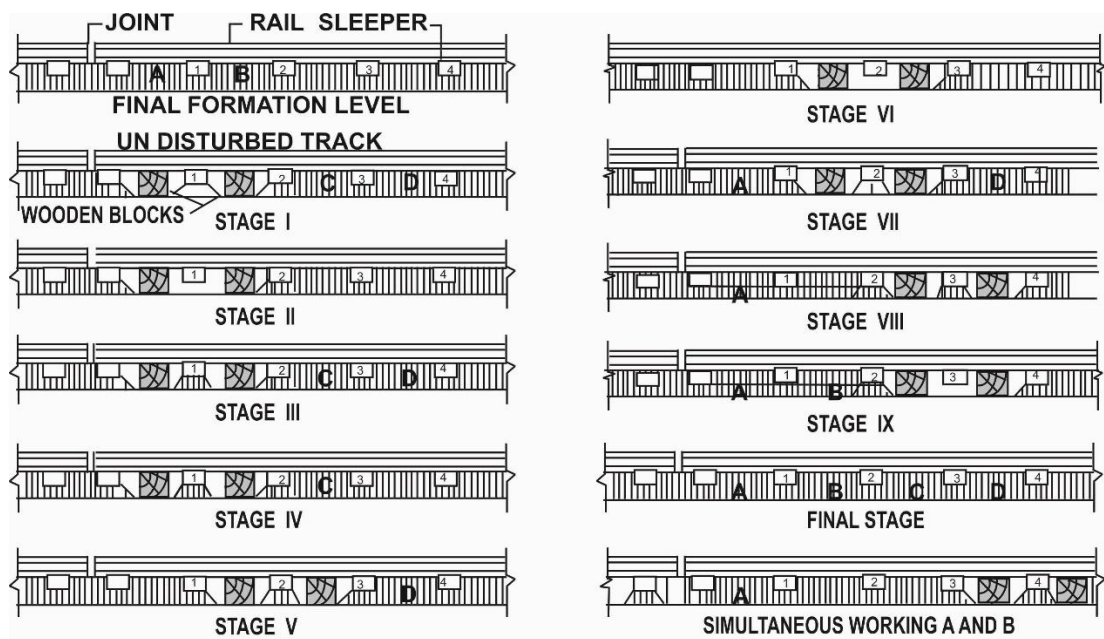 JOINT RAIL SLEEPER
A 1 B 2 3 4
FINAL FORMATION LEVEL
UN DISTURBED TRACK
1 2 C 3 D 4
WOODEN BLOCKS
STAGE I
1 2 3 4
STAGE II
1 2 C 3 D 4
STAGE III
1 2 C 3 4
STAGE IV
1 2 3 D 4
STAGE V
1 2 3 4
STAGE VI
A 1 2 3 D 4
STAGE VII
A 1 2 3 4
STAGE VIII
A 1 B 2 3 4
STAGE IX
A 1 B 2 C 3 D 4
FINAL STAGE
A 1 2 3 4
SIMULTANEOUS WORKING A AND B